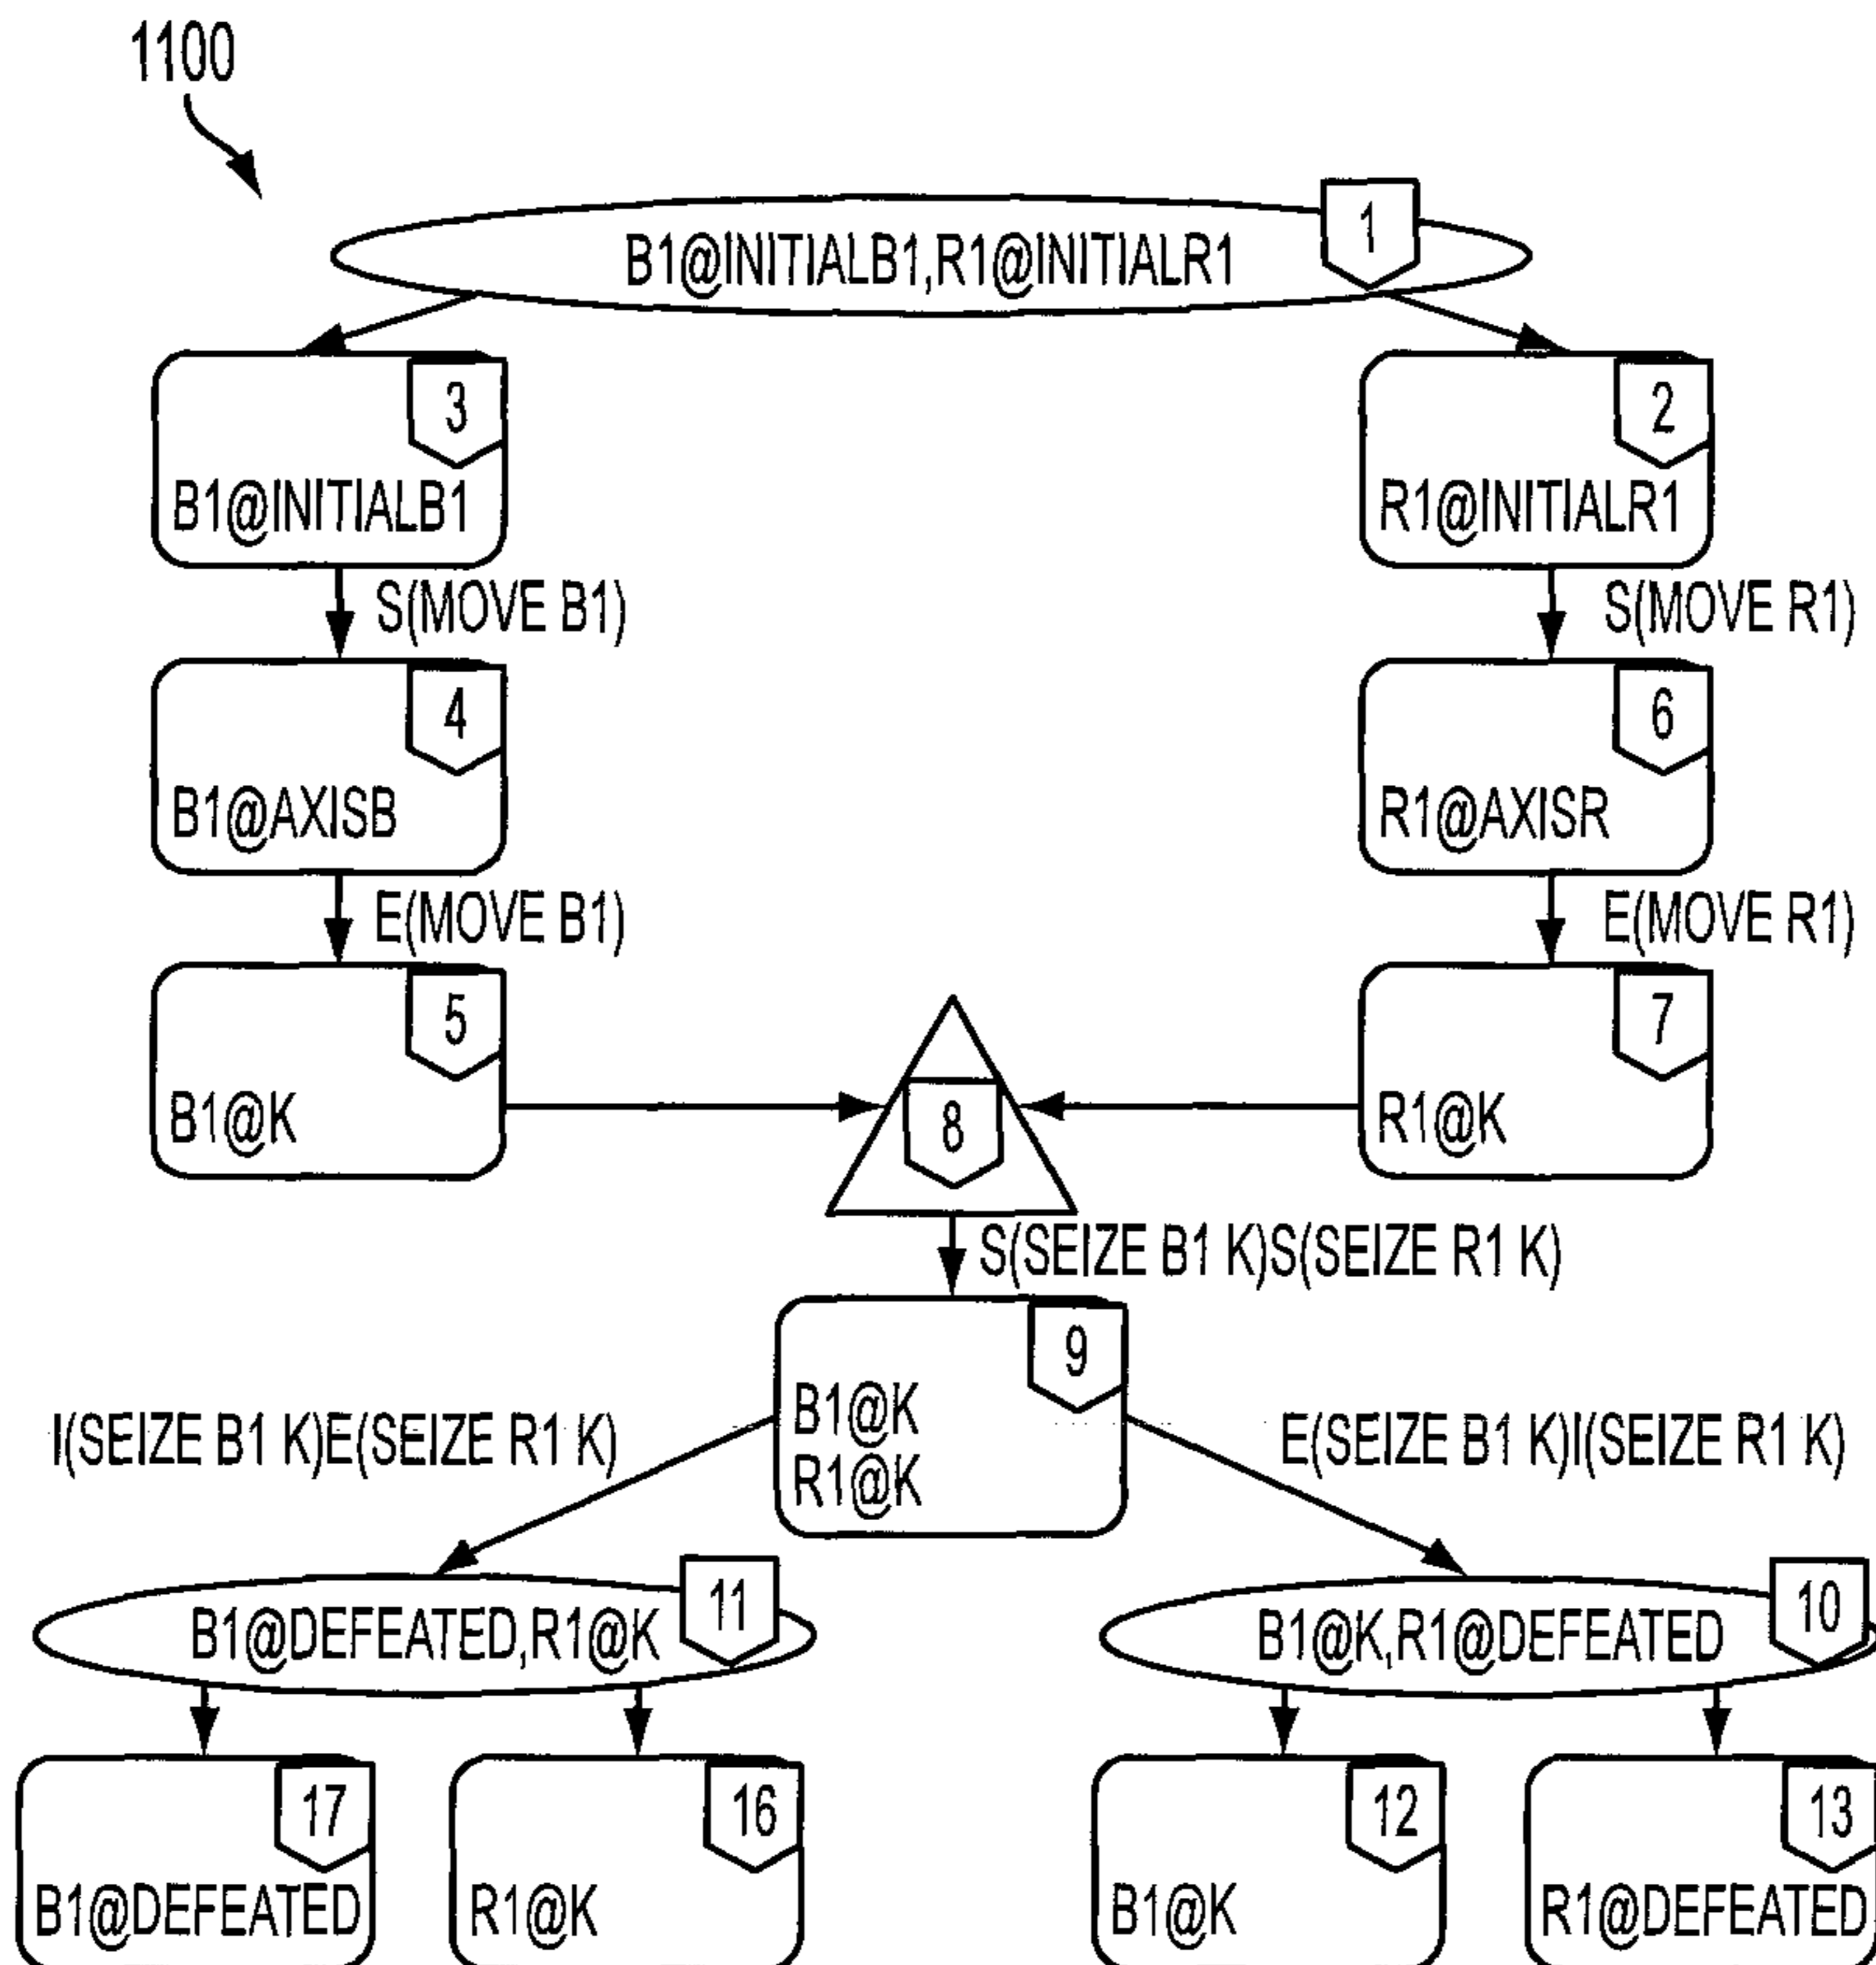 1100
1
B1@INITIALB1,R1@INITIALR1
3
B1@INITIALB1
2
R1@INITIALR1
S(MOVE B1)
S(MOVE R1)
4
B1@AXISB
6
R1@AXISR
E(MOVE B1)
E(MOVE R1)
5
B1@K
8
7
R1@K
S(SEIZE B1 K)S(SEIZE R1 K)
9
B1@K
R1@K
I(SEIZE B1 K)E(SEIZE R1 K)
E(SEIZE B1 K)I(SEIZE R1 K)
11
B1@DEFEATED,R1@K
10
B1@K,R1@DEFEATED
17
B1@DEFEATED
16
R1@K
12
B1@K
13
R1@DEFEATED